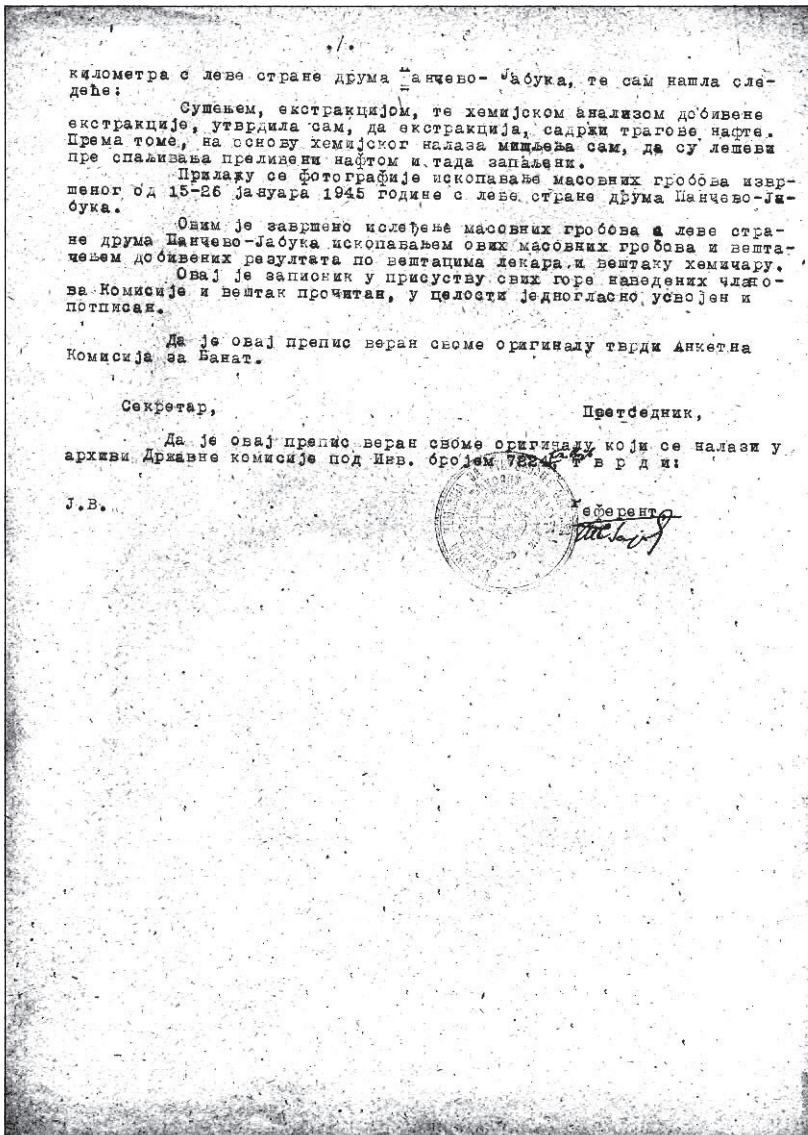 ./.
километра с леве стране друма Панчево- Јабука, те сам нашла сле-
деће:
Сушењем, екстракцијом, те хемијском анализом добивене
екстракције, утврдила сам, да екстракција, садржи трагове нафте.
Према томе, на основу хемијског налаза мишљења сам, да су лешеви
пре спаљивања преливени нафтом и тада запаљени.
Прилажу се фотографије ископавање масовних гробова извр-
шеног од 15-26 јануара 1945 године с леве стране друма Панчево-Ја-
бука.
Овим је завршено ислеђење масовних гробова с леве стра-
не друма Панчево-Јабука ископавањем ових масовних гробова и вешта-
чењем добивених резултата по вештацима лекара и вештаку хемичару.
Овај је записник у присуству свих горе наведених члано-
ва Комисије и вештак прочитан, у целости једногласно усвојен и
потписан.
Да је овај препис веран своме оригиналу тврди Анкетна
Комисија за Банат.
Секретар, Претседник,
Да је овај препис веран своме оригиналу који се налази у
архиви Државне комисије под Инв. бројем т в р д и:
Ј.В. Референт